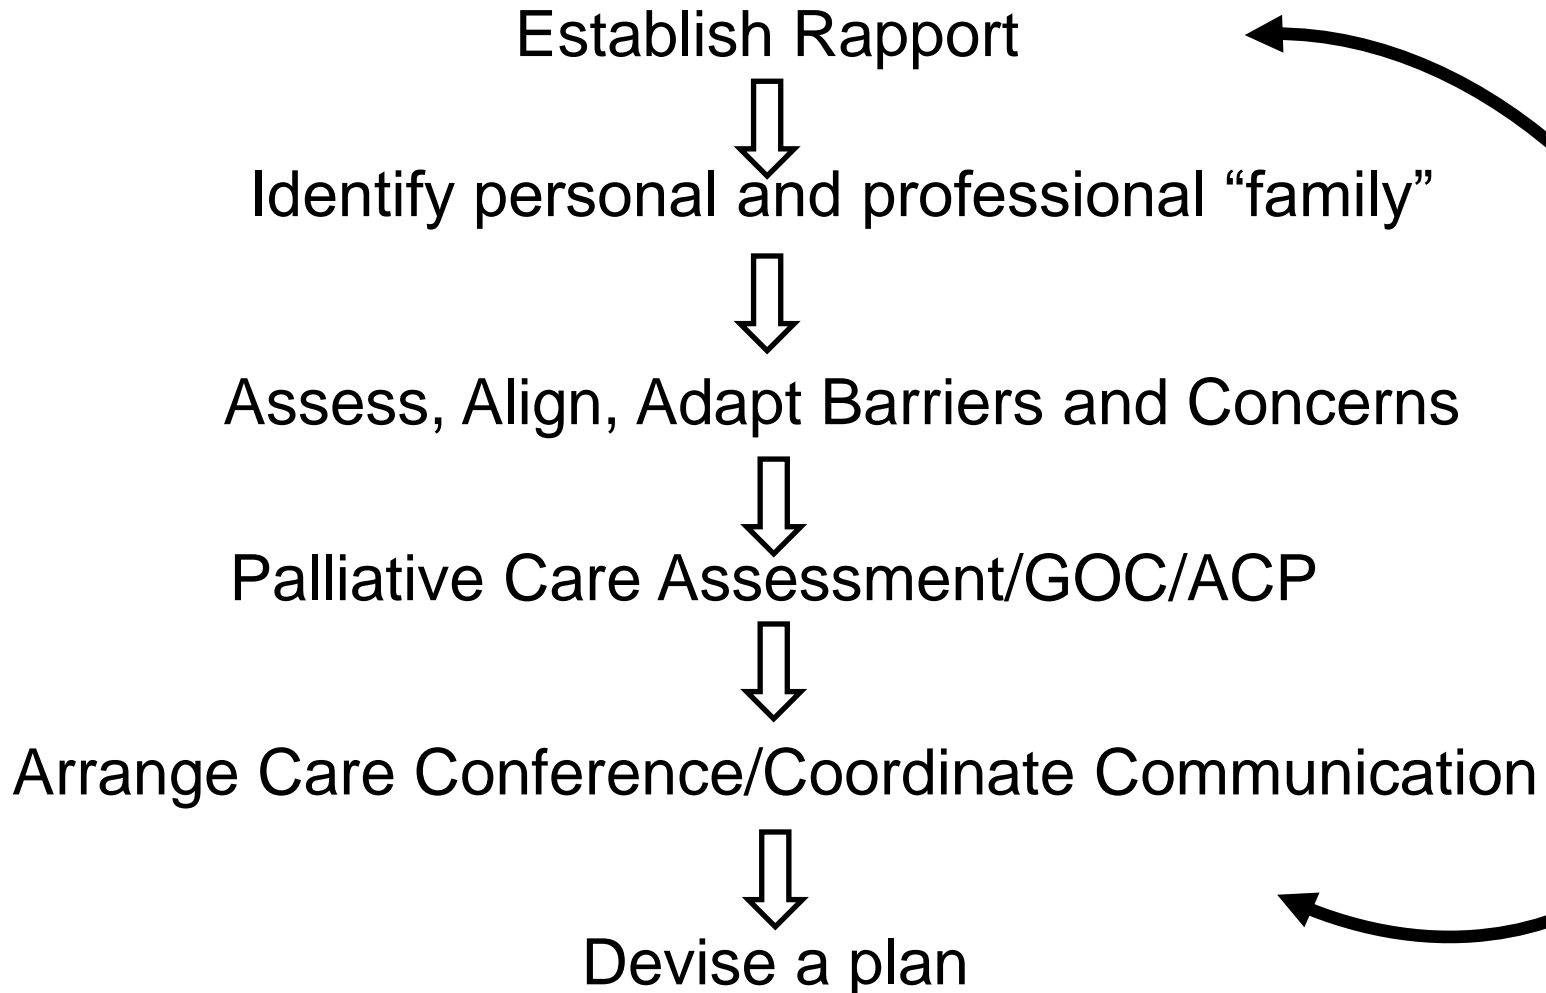 Establish Rapport
Identify personal and professional “family”
Assess, Align, Adapt Barriers and Concerns
Palliative Care Assessment/GOC/ACP
Arrange Care Conference/Coordinate Communication
Devise a plan